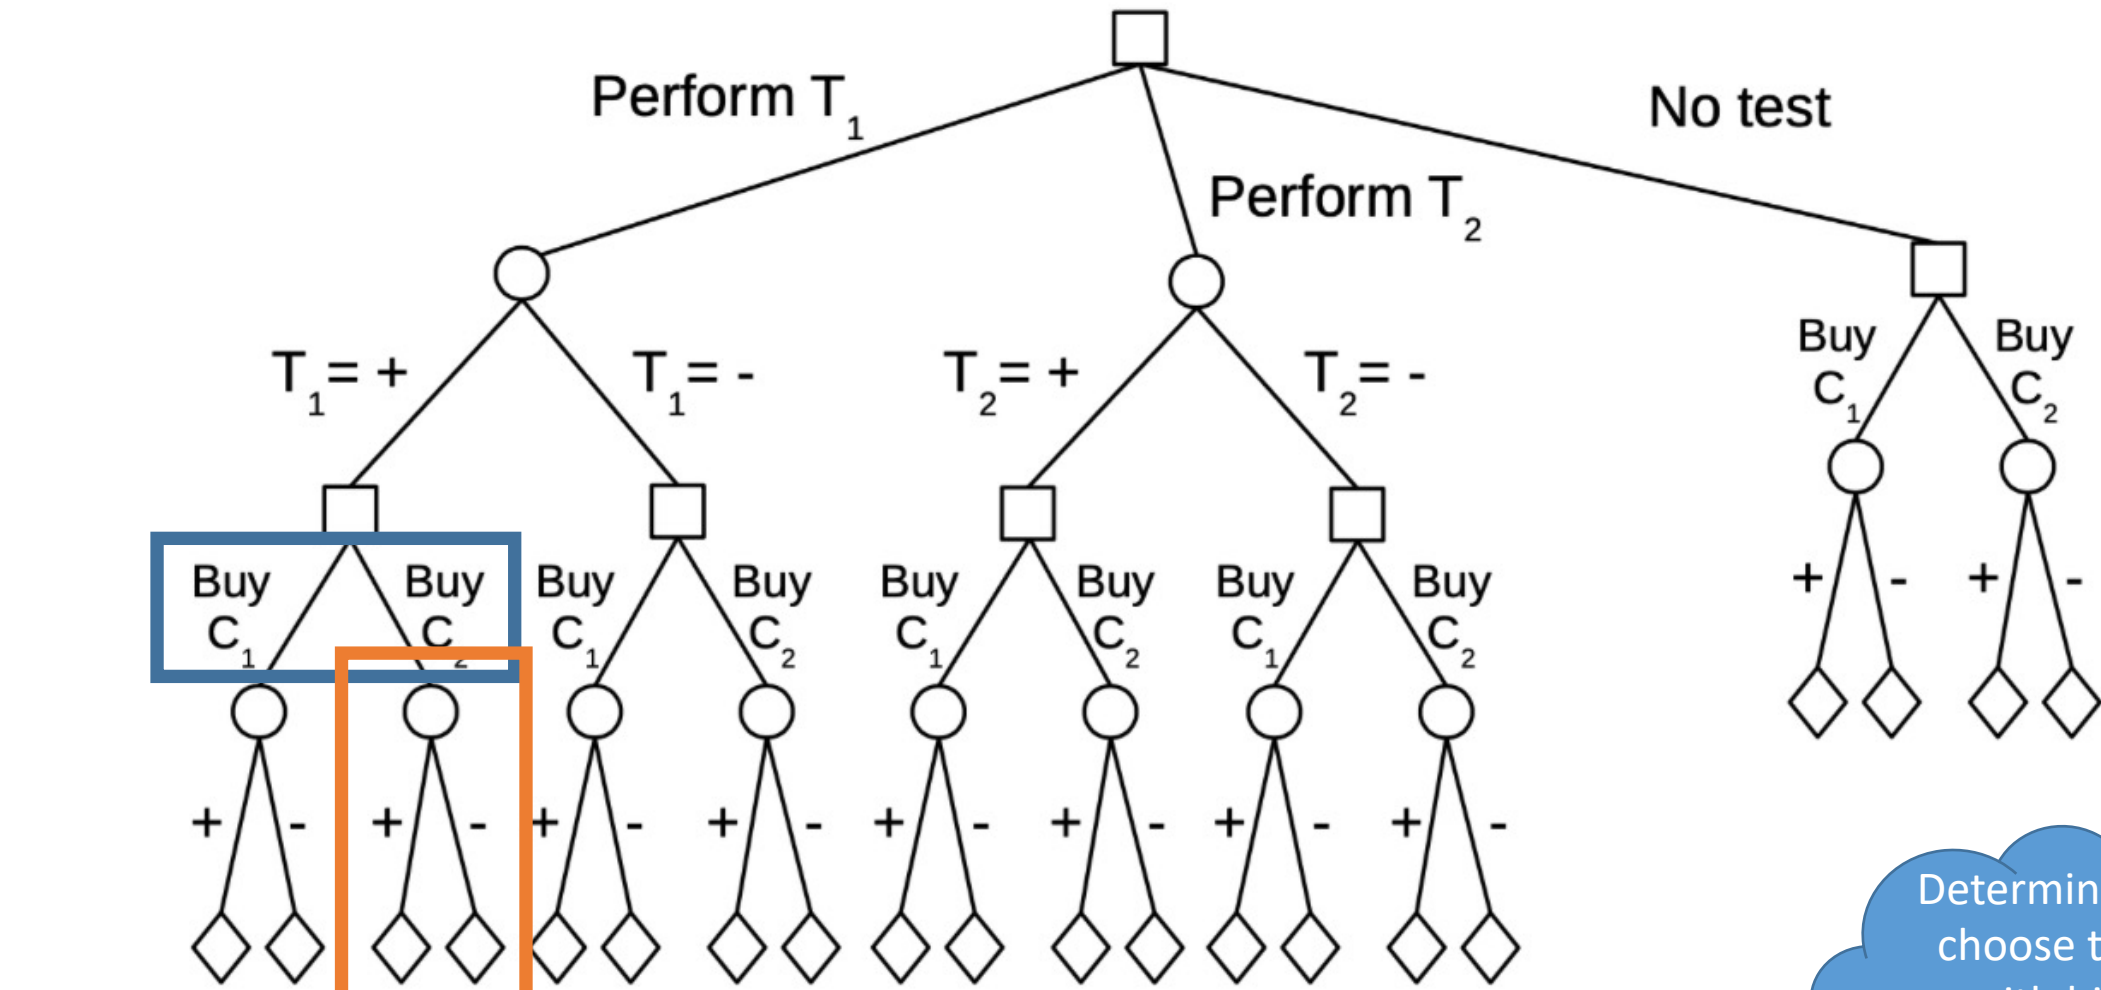 Perform T1
No test
Perform T2
T1= +
T1= -
T2= +
T2= -
Buy C1
Buy C2
+ - + -
Buy C1
Buy C2
Buy C1
Buy C2
Buy C1
Buy C2
Buy C1
Buy C2
+ - + - + - + - + - + - + - + -
Determin
choose t